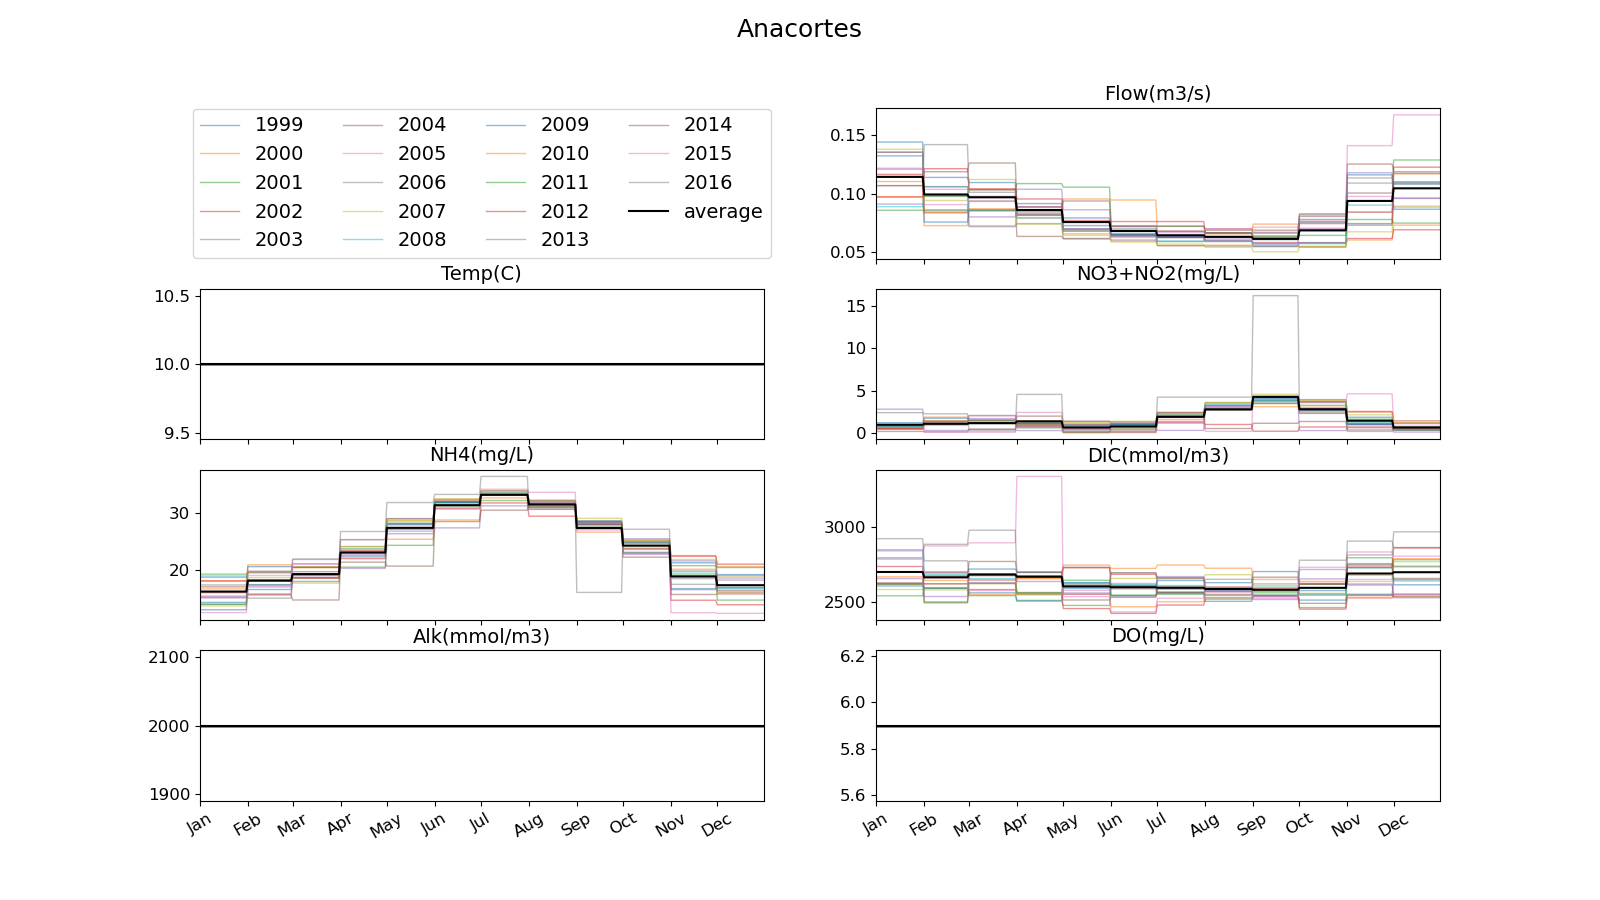 Anacortes
1999 2004 2009 2014
2000 2005 2010 2015
2001 2006 2011 2016
2002 2007 2012 average
2003 2008 2013
Flow(m3/s)
0.15
0.10
0.05
Temp(C)
10.5
10.0
9.5
NO3+NO2(mg/L)
15
10
5
0
NH4(mg/L)
30
20
DIC(mmol/m3)
3000
2500
Alk(mmol/m3)
2100
2000
1900
Jan Feb Mar Apr May Jun Jul Aug Sep Oct Nov Dec
DO(mg/L)
6.2
6.0
5.8
5.6
Jan Feb Mar Apr May Jun Jul Aug Sep Oct Nov Dec